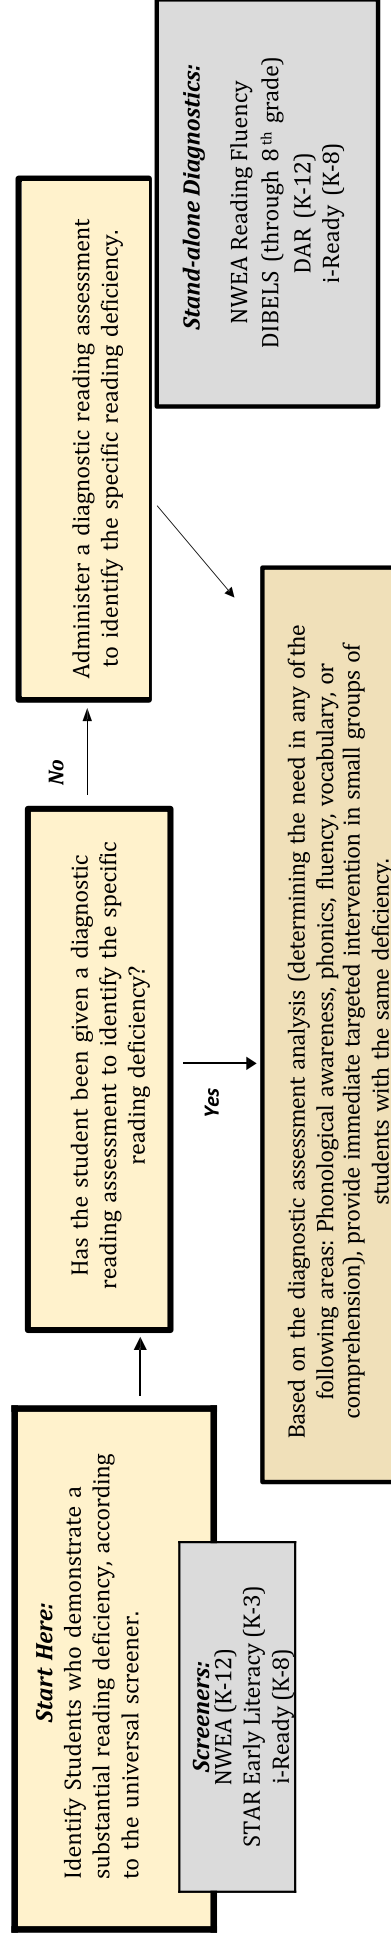 Start Here:
Identify Students who demonstrate a
substantial reading deficiency, according
to the universal screener.
Screeners:
NWEA (K-12)
STAR Early Literacy (K-3)
i-Ready (K-8)
Has the student been given a diagnostic
reading assessment to identify the specific
reading deficiency?
No
Yes
Administer a diagnostic reading assessment
to identify the specific reading deficiency.
Stand-alone Diagnostics:
NWEA Reading Fluency
DIBELS (through 8th grade)
DAR (K-12)
i-Ready (K-8)
Based on the diagnostic assessment analysis (determining the need in any of the
following areas: Phonological awareness, phonics, fluency, vocabulary, or
comprehension), provide immediate targeted intervention in small groups of
students with the same deficiency.